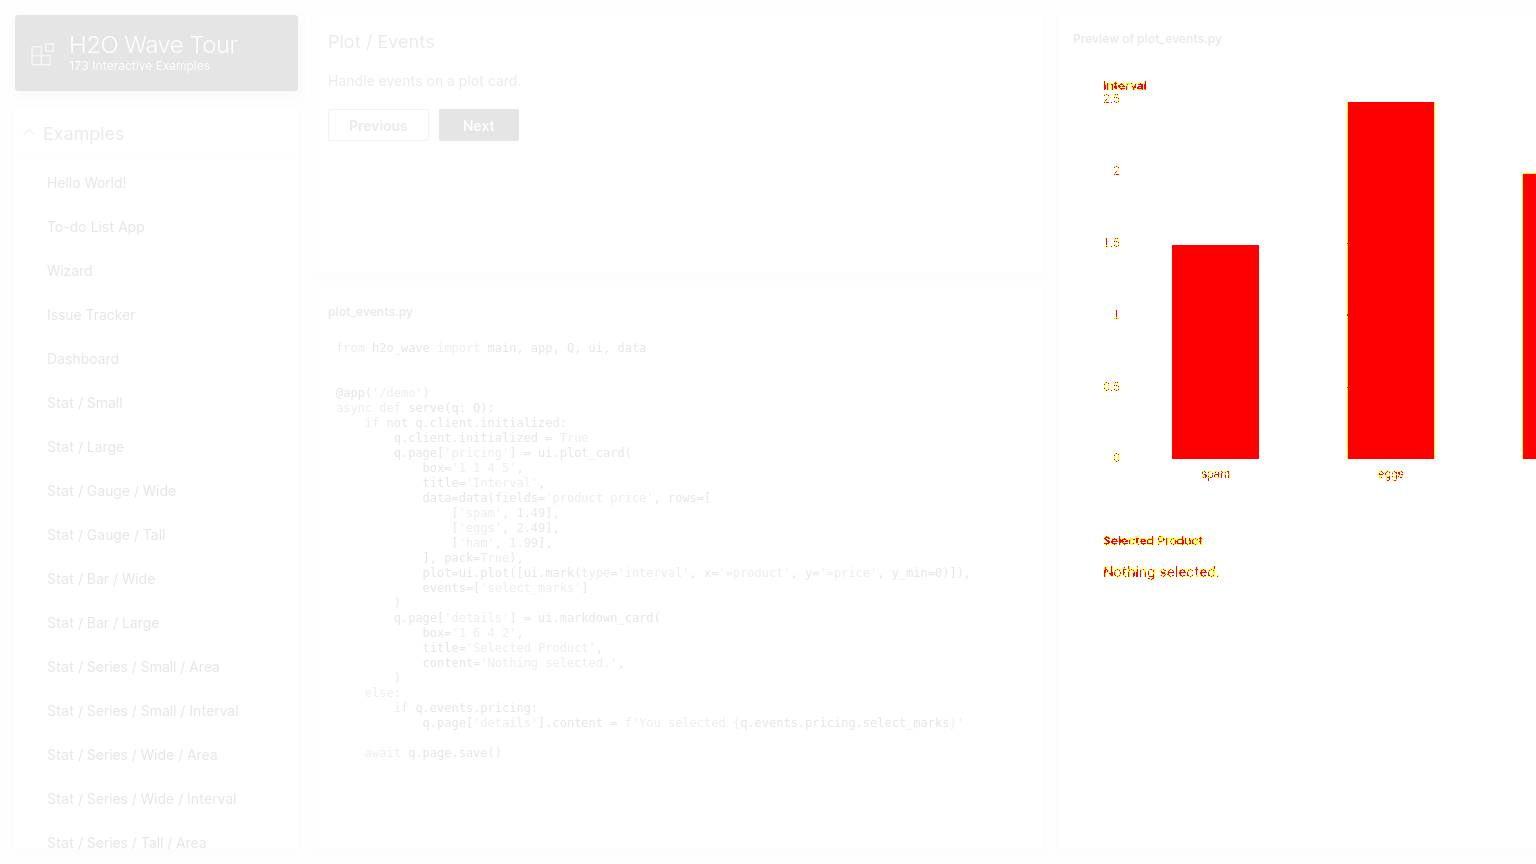 H2O Wave Tour
173 Interactive Examples
Examples
Hello World!
To-do List App
Wizard
Issue Tracker
Dashboard
Stat / Small
Stat / Large
Stat / Gauge / Wide
Stat / Gauge / Tall
Stat / Bar / Wide
Stat / Bar / Large
Stat / Series / Small / Area
Stat / Series / Small / Interval
Stat / Series / Wide / Area
Stat / Series / Wide / Interval
Stat / Series / Tall / Area
Plot / Events
Handle events on a plot card.
Previous
Next
plot_events.py
from h2o_wave import main, app, Q, ui, data
@app('/demo')
async def serve(q: Q):
    if not q.client.initialized:
        q.client.initialized = True
        q.page['pricing'] = ui.plot_card(
            box='1 1 4 5',
            title='Interval',
            data=data(fields='product price', rows=[
                ['spam', 1.49],
                ['eggs', 2.49],
                ['ham', 1.99],
            ], pack=True),
            plot=ui.plot([ui.mark(type='interval', x='=product', y='=price', y_min=0)]),
            events=['select_marks']
        )
        q.page['details'] = ui.markdown_card(
            box='1 6 4 2',
            title='Selected Product',
            content='Nothing selected.',
        )
    else:
        if q.events.pricing:
            q.page['details'].content = f'You selected {q.events.pricing.select_marks}'
    await q.page.save()
Preview of plot_events.py
Interval
2.5
2
1.5
1
0.5
0
spam
eggs
Selected Product
Nothing selected.